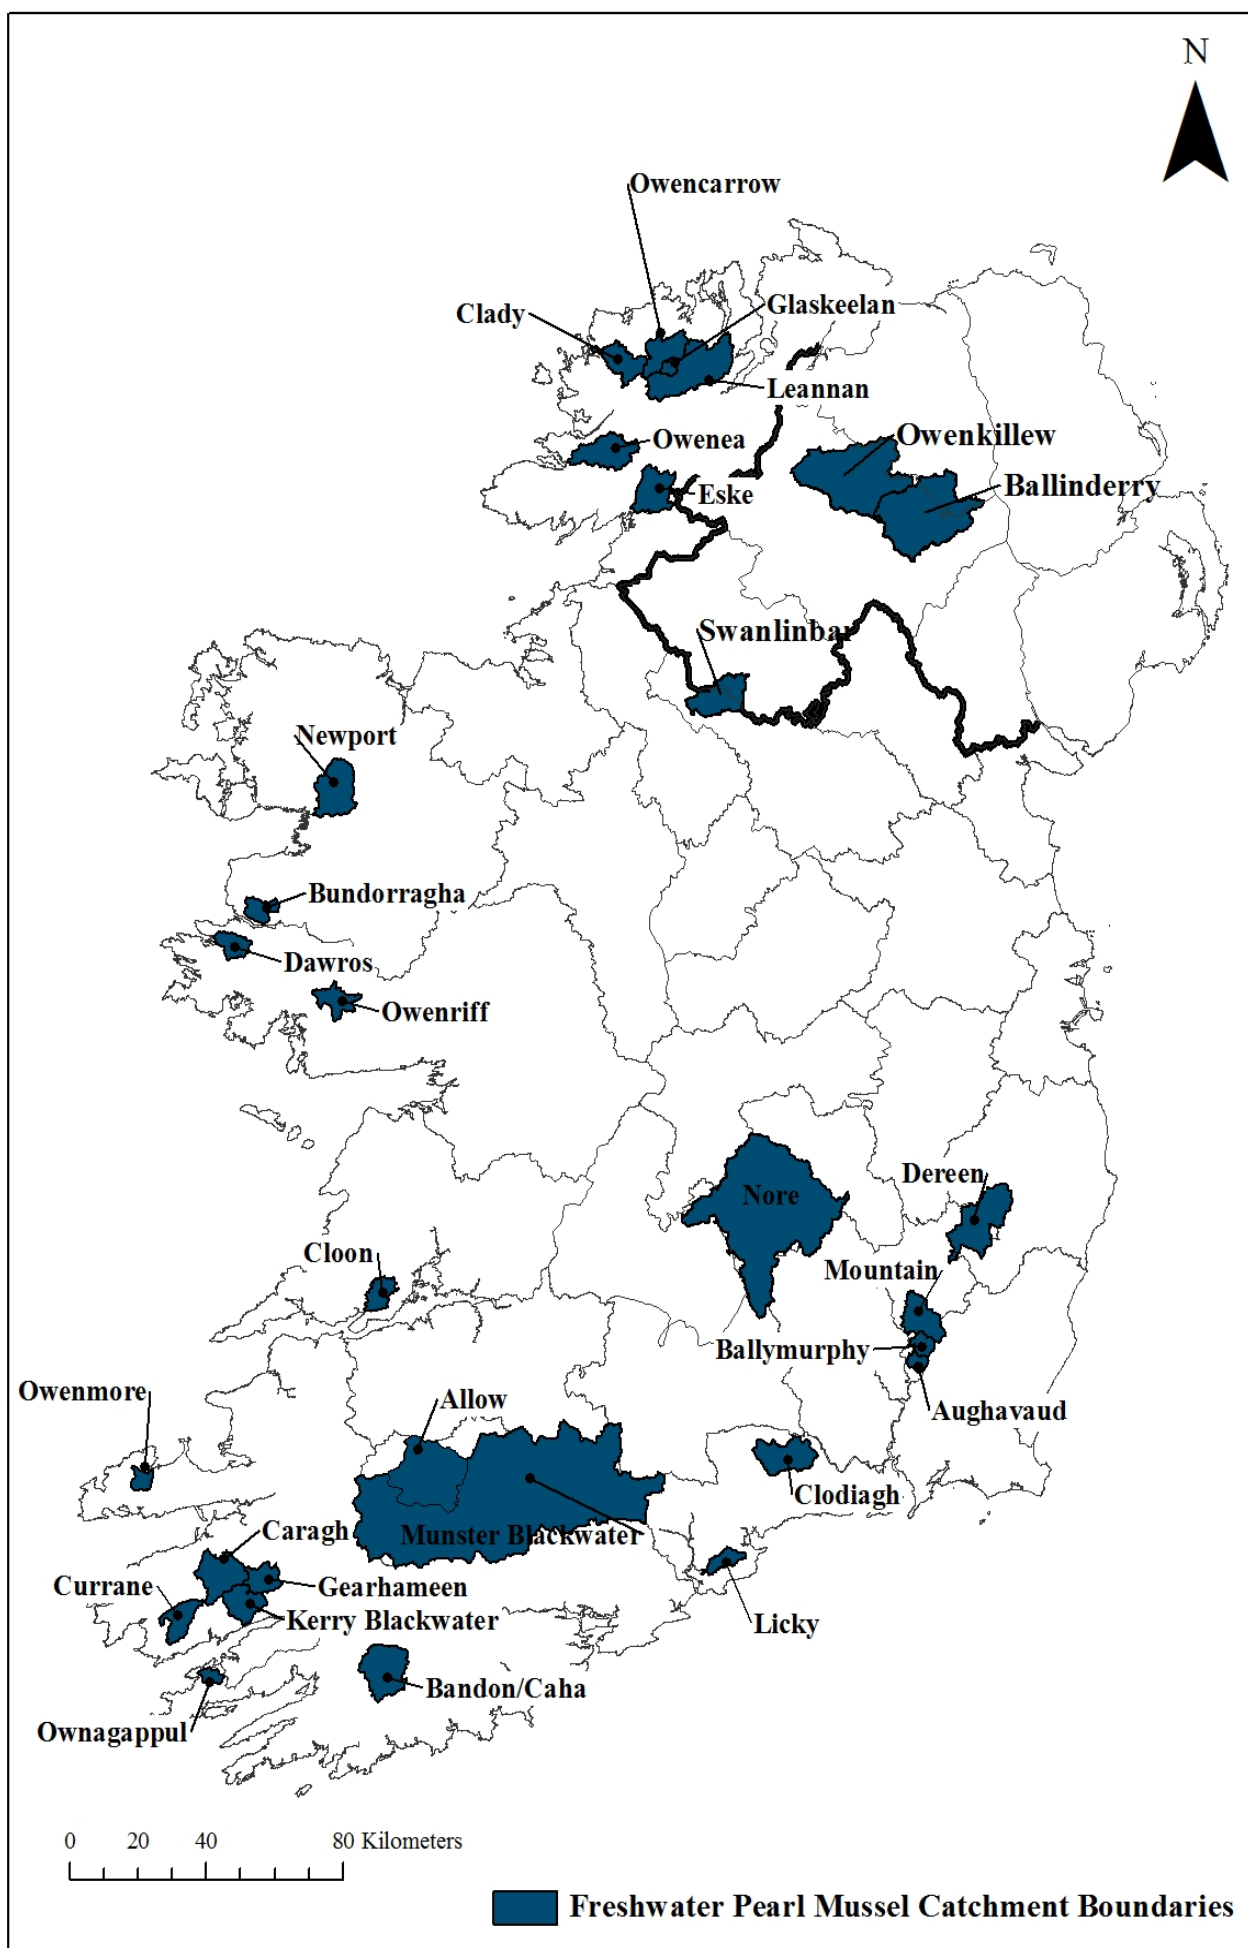 N
Owencarrow
Glaskeelan
Clady
Leannan
Owenkillew
Owenea
Ballinderry
Eske
Swanlinbar
Newport
Bundorragha
Dawros
Owenriff
Dereen
Nore
Cloon
Mountain
Ballymurphy
Owenmore
Allow
Aughavaud
Clodiagh
Caragh
Munster Blackwater
Currane
Gearhameen
Kerry Blackwater
Licky
Bandon/Caha
Ownagappul
0 20 40 80 Kilometers
Freshwater Pearl Mussel Catchment Boundaries